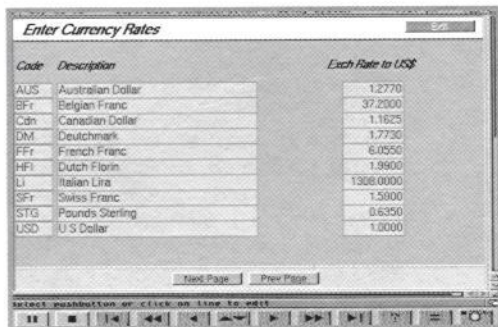 Enter Currency Rates
Exit
Code Description Exch Rate to US$
AUS Australian Dollar 1.2770
BFr Belgian Franc 37.2000
Cdn Canadian Dollar 1.1625
DM Deutchmark 1.7730
FFr French Franc 6.0550
HFl Dutch Florin 1.9900
Li Italian Lira 1308.0000
SFr Swiss Franc 1.5900
STG Pounds Sterling 0.6350
USD U S Dollar 1.0000
Next Page Prev Page
select pushbutton or click on line to edit